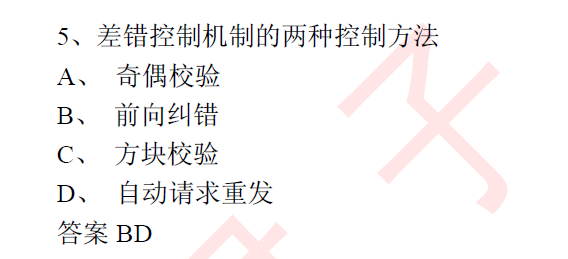 5、差错控制机制的两种控制方法
A、 奇偶校验
B、 前向纠错
C、 方块校验
D、 自动请求重发
答案 BD